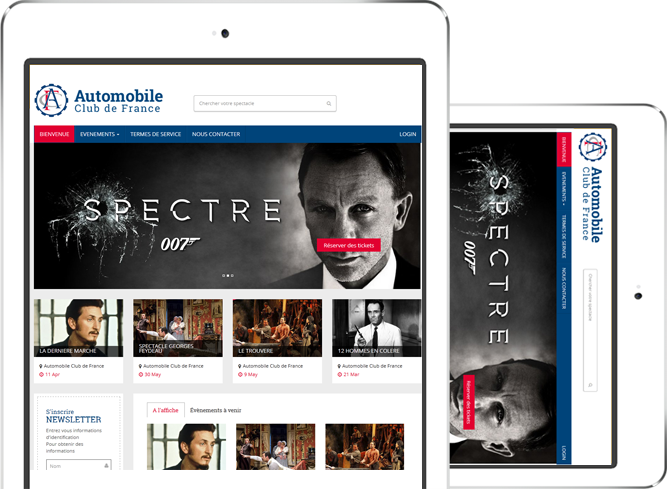 Automobile
Club de France
Chercher votre spectacle
BIENVENUE EVENEMENTS TERMES DE SERVICE NOUS CONTACTER LOGIN
SPECTRE
007
Réserver des tickets
LA DERNIERE MARCHE
Automobile Club de France
11 Apr
SPECTACLE GEORGES
FEYDEAU
Automobile Club de France
30 May
LE TROUVERE
Automobile Club de France
9 May
12 HOMMES EN COLERE
Automobile Club de France
21 Mar
S'inscrire
NEWSLETTER
Entrez vous informations
d'identification
Pour obtenir des
informations
Nom
A l'affiche Evènements à venir
Automobile
Club de France
Chercher votre spectacle
BIENVENUE EVENEMENTS TERMES DE SERVICE NOUS CONTACTER LOGIN
SPECTRE
007
Réserver des tickets